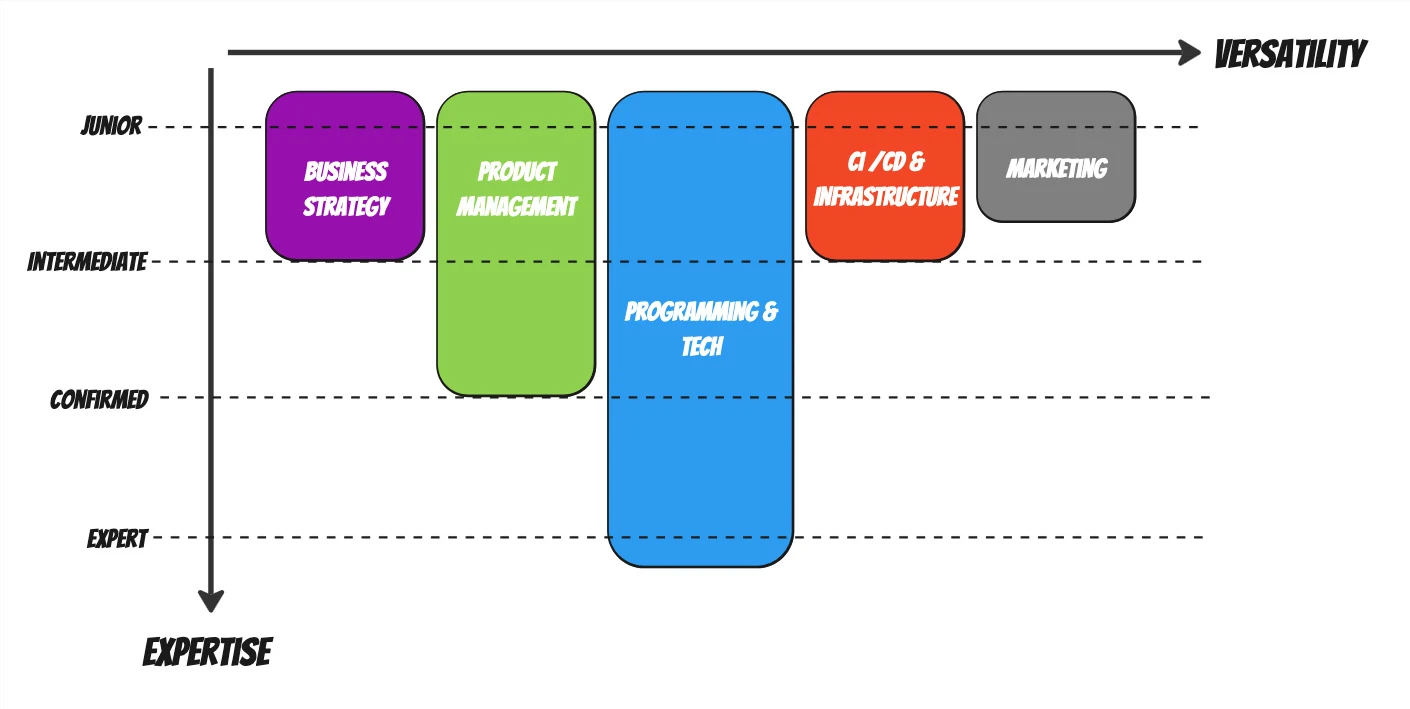 VERSATILITY
JUNIOR
BUSINESS
STRATEGY
PRODUCT
MANAGEMENT
CI /CD &
INFRASTRUCTURE
MARKETING
INTERMEDIATE
PROGRAMMING &
TECH
CONFIRMED
EXPERT
EXPERTISE